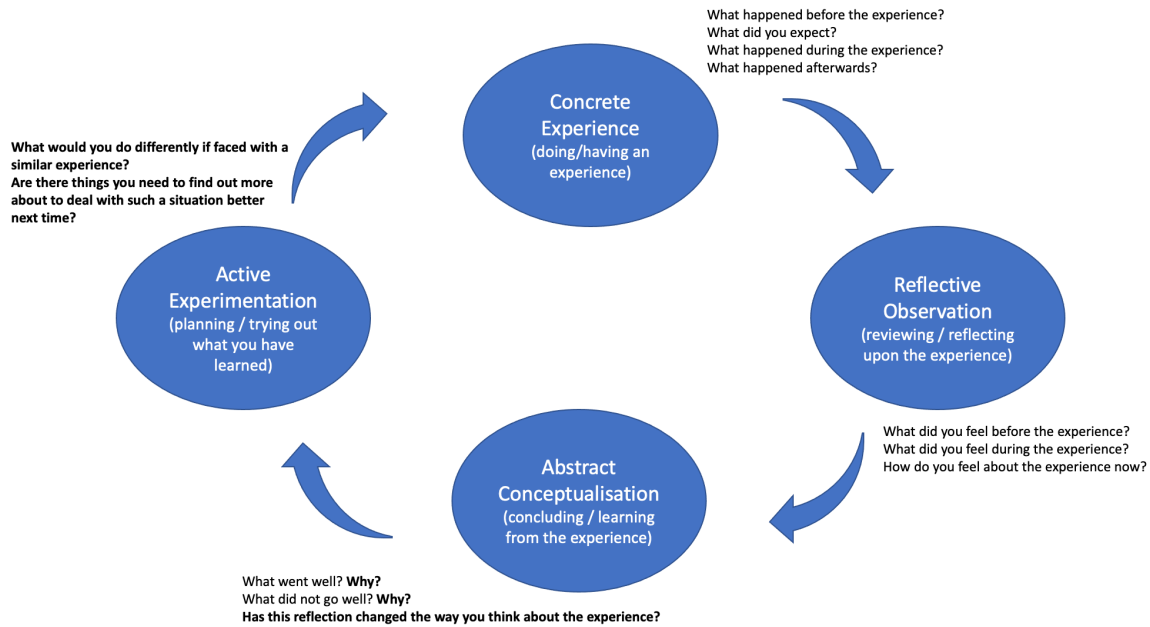 What happened before the experience?
What did you expect?
What happened during the experience?
What happened afterwards?
Concrete
Experience
(doing/having an
experience)
Reflective
Observation
(reviewing / reflecting
upon the experience)
What did you feel before the experience?
What did you feel during the experience?
How do you feel about the experience now?
Abstract
Conceptualisation
(concluding / learning
from the experience)
What went well? Why?
What did not go well? Why?
Has this reflection changed the way you think about the experience?
Active
Experimentation
(planning / trying out
what you have
learned)
What would you do differently if faced with a
similar experience?
Are there things you need to find out more
about to deal with such a situation better
next time?